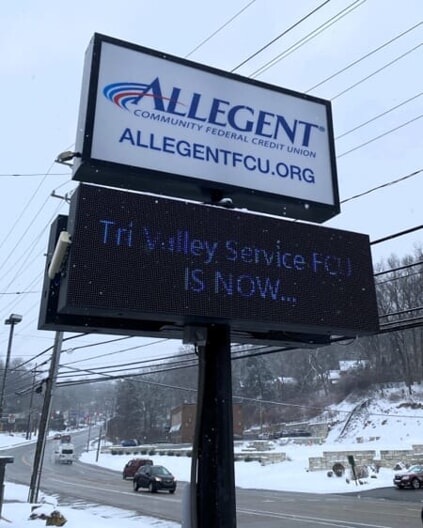 ALLEGENT
COMMUNITY FEDERAL CREDIT UNION
ALLEGENTFCU.ORG
Tri Valley Service FCU
IS NOW...